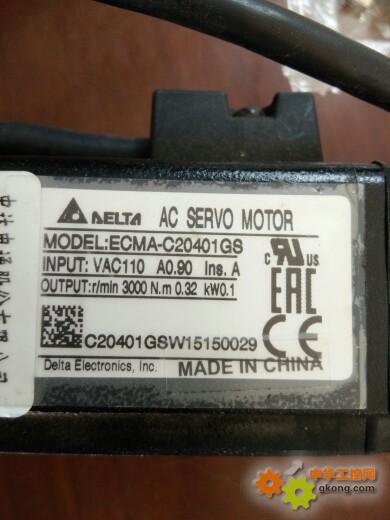 DELTA AC SERVO MOTOR
MODEL:ECMA-C20401GS
INPUT: VAC110 A0.90 Ins. A
OUTPUT:r/min 3000 N.m 0.32 kW0.1
C US
EAC
C20401GSW15150029
CE
Delta Electronics, Inc. MADE IN CHINA
中华工控网
gkong.com